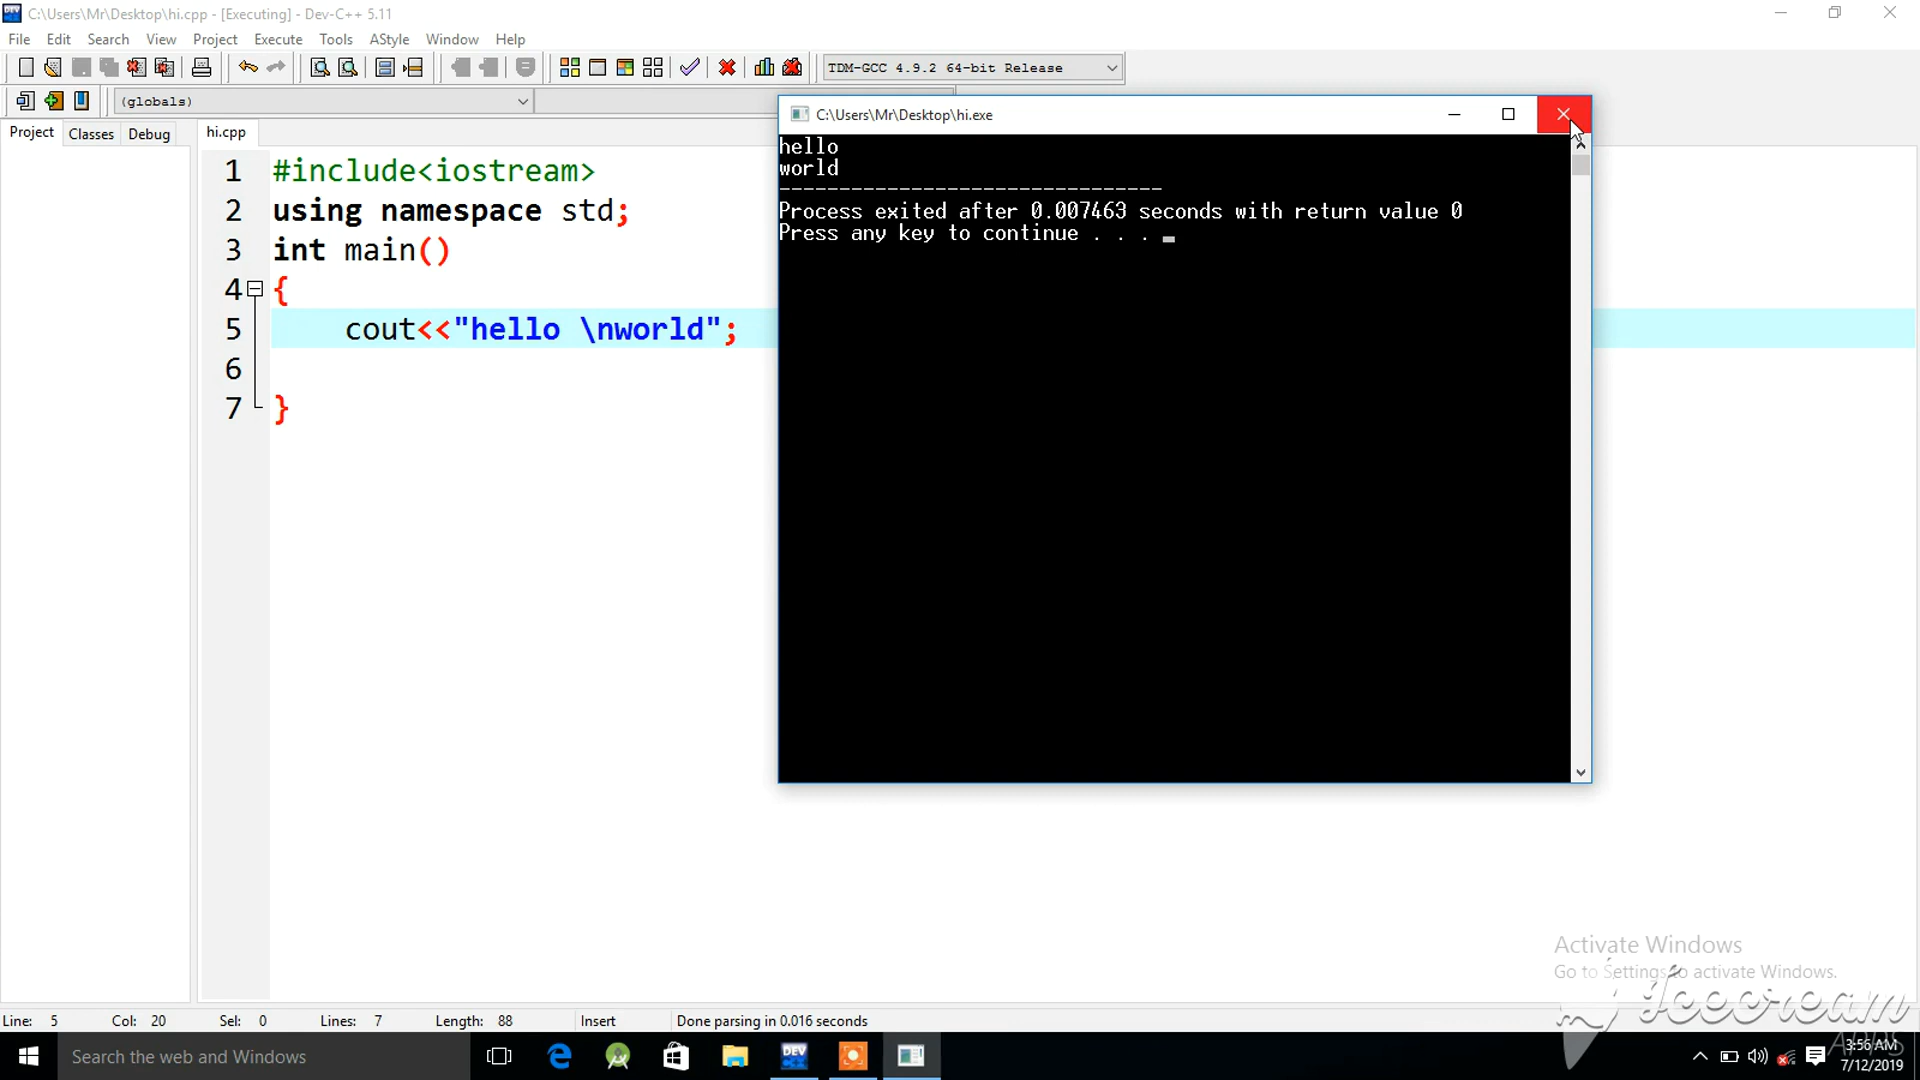 C:\Users\Mr\Desktop\hi.cpp - [Executing] - Dev-C++ 5.11
File Edit Search View Project Execute Tools AStyle Window Help
TDM-GCC 4.9.2 64-bit Release
(globals)
Project Classes Debug
hi.cpp
1 #include<iostream>
2 using namespace std;
3 int main()
4 {
5 cout<<"hello \nworld";
6
7 }
C:\Users\Mr\Desktop\hi.exe
hello
world
--------------------------------
Process exited after 0.007463 seconds with return value 0
Press any key to continue . . .
Activate Windows
Go to Settings to activate Windows.
Icecream
APPS
Line: 5 Col: 20 Sel: 0 Lines: 7 Length: 88 Insert Done parsing in 0.016 seconds
Search the web and Windows
DEV
3:56 AM
7/12/2019